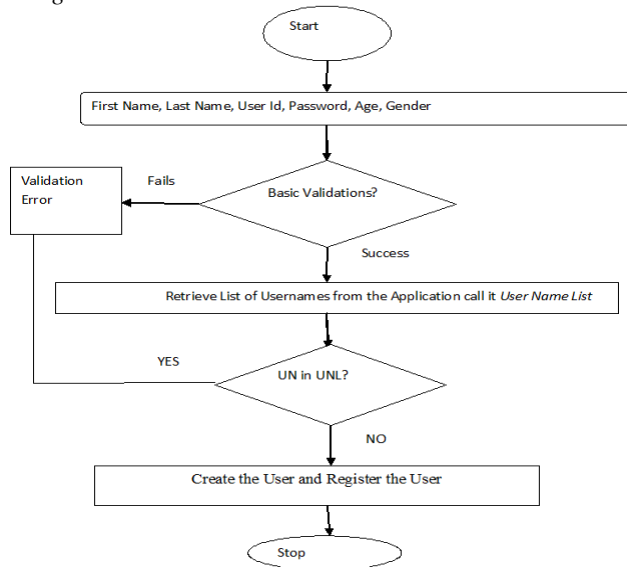 Start
First Name, Last Name, User Id, Password, Age, Gender
Validation
Error
Fails
Basic Validations?
Success
Retrieve List of Usernames from the Application call it User Name List
YES
UN in UNL?
NO
Create the User and Register the User
Stop